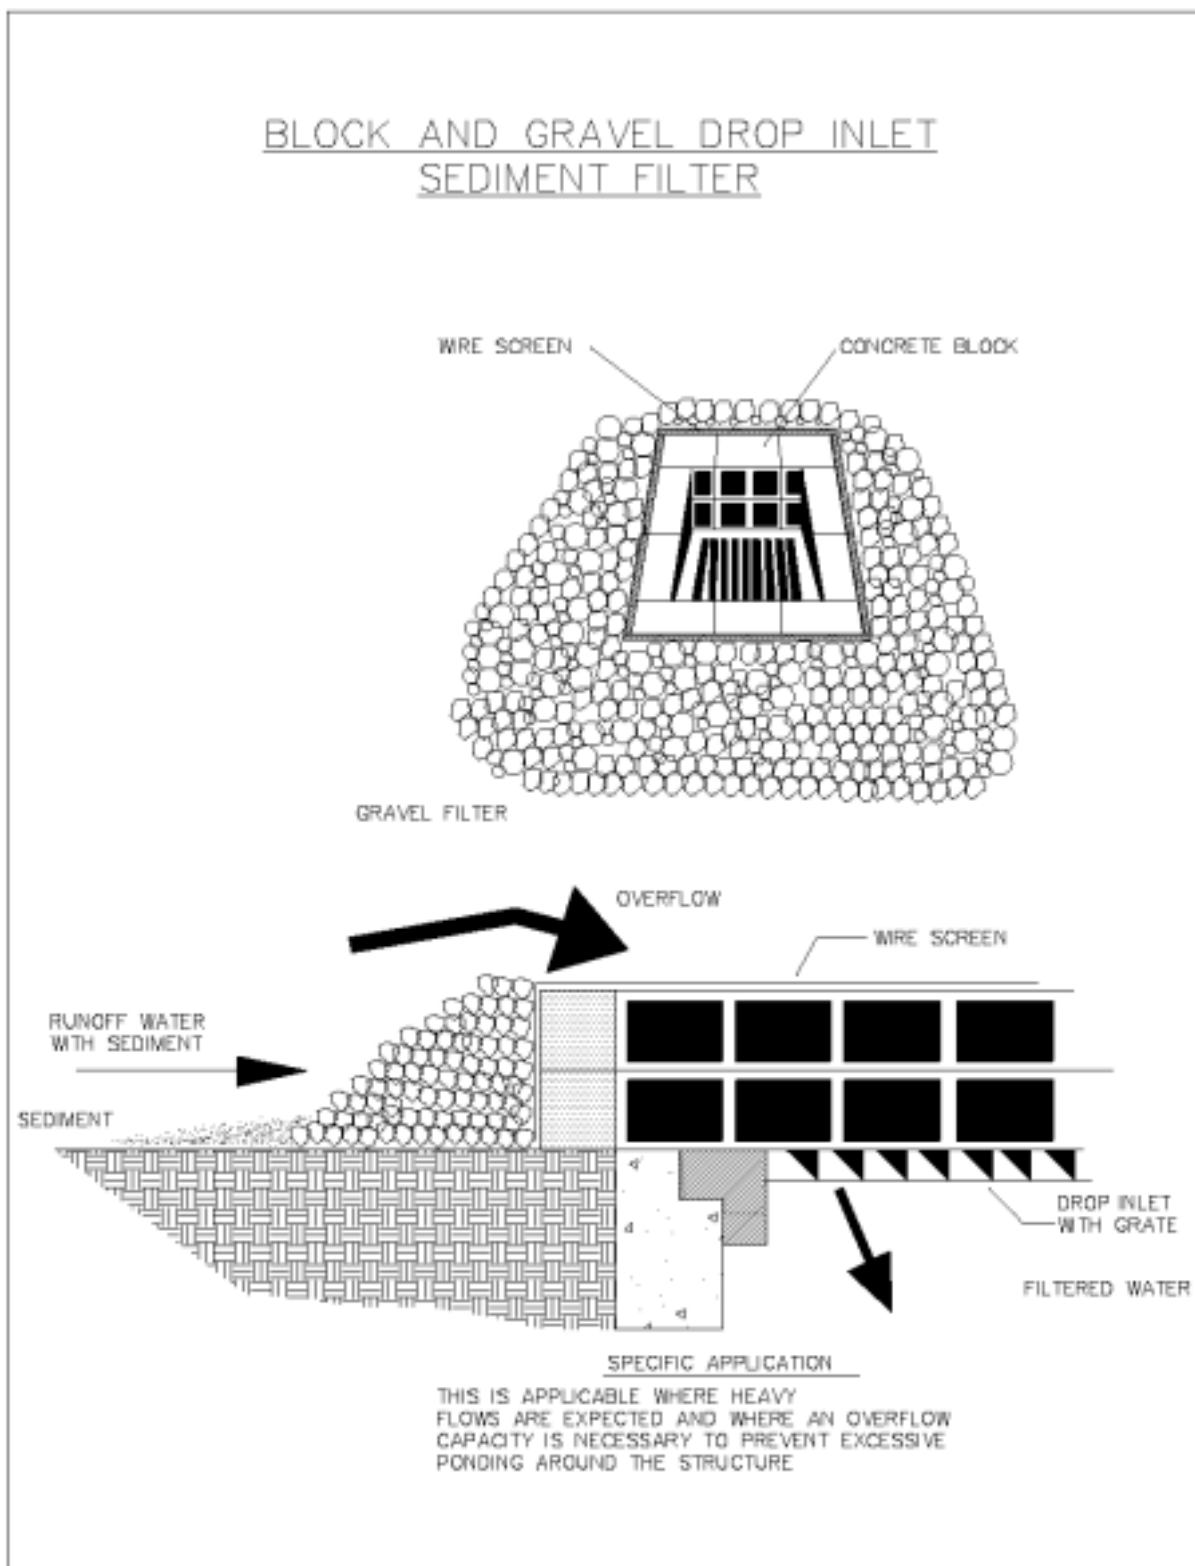 BLOCK AND GRAVEL DROP INLET
SEDIMENT FILTER
WIRE SCREEN
CONCRETE BLOCK
GRAVEL FILTER
OVERFLOW
WIRE SCREEN
RUNOFF WATER
WITH SEDIMENT
SEDIMENT
DROP INLET
WITH GRATE
FILTERED WATER
SPECIFIC APPLICATION
THIS IS APPLICABLE WHERE HEAVY
FLOWS ARE EXPECTED AND WHERE AN OVERFLOW
CAPACITY IS NECESSARY TO PREVENT EXCESSIVE
PONDING AROUND THE STRUCTURE